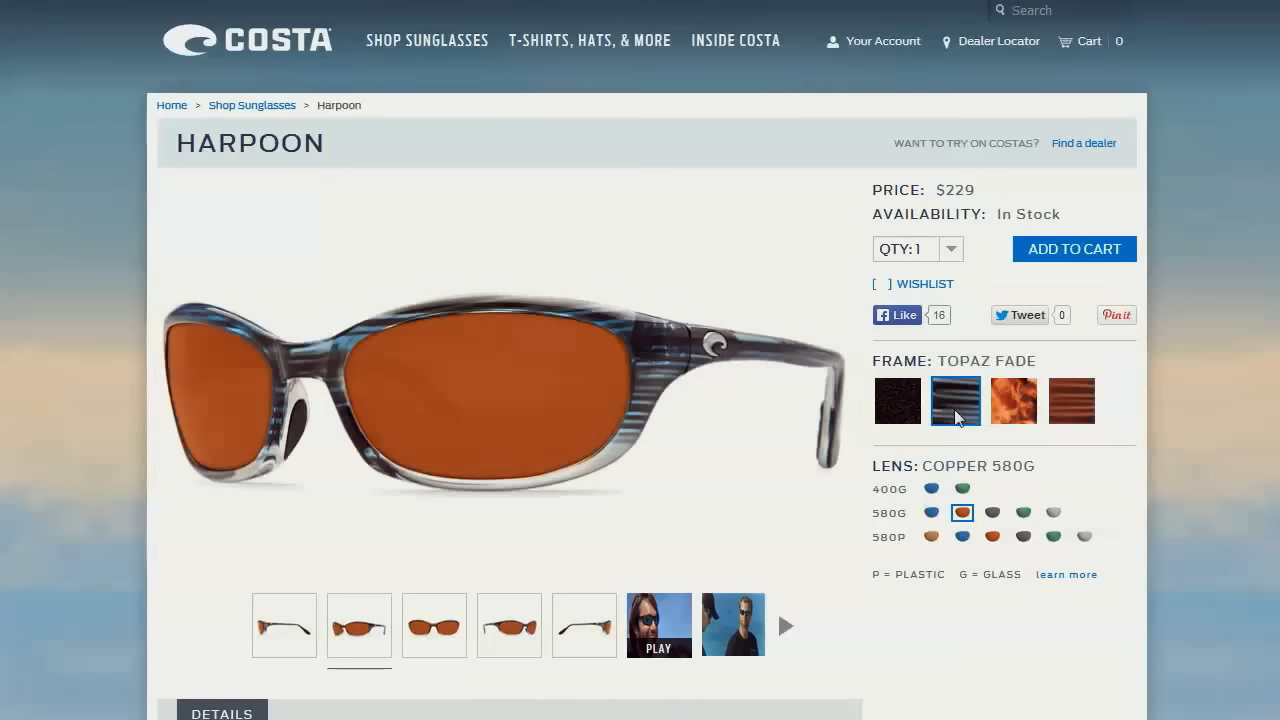 Search
COSTA SHOP SUNGLASSES T-SHIRTS, HATS, & MORE INSIDE COSTA Your Account Dealer Locator Cart 0
Home > Shop Sunglasses > Harpoon
HARPOON WANT TO TRY ON COSTAS? Find a dealer
PRICE: $229
AVAILABILITY: In Stock
QTY: 1 ADD TO CART
[ ] WISHLIST
Like 16 Tweet 0 Pin it
FRAME: TOPAZ FADE
LENS: COPPER 580G
400G
580G
580P
P = PLASTIC G = GLASS learn more
PLAY
DETAILS